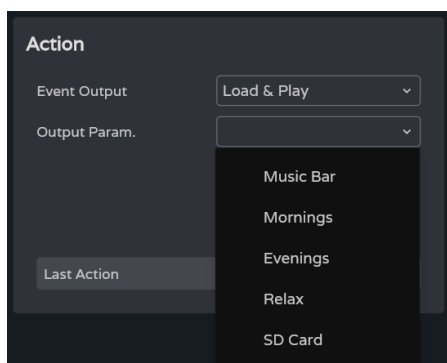 Action
Event Output Load & Play
Output Param.
Music Bar
Mornings
Evenings
Last Action
Relax
SD Card